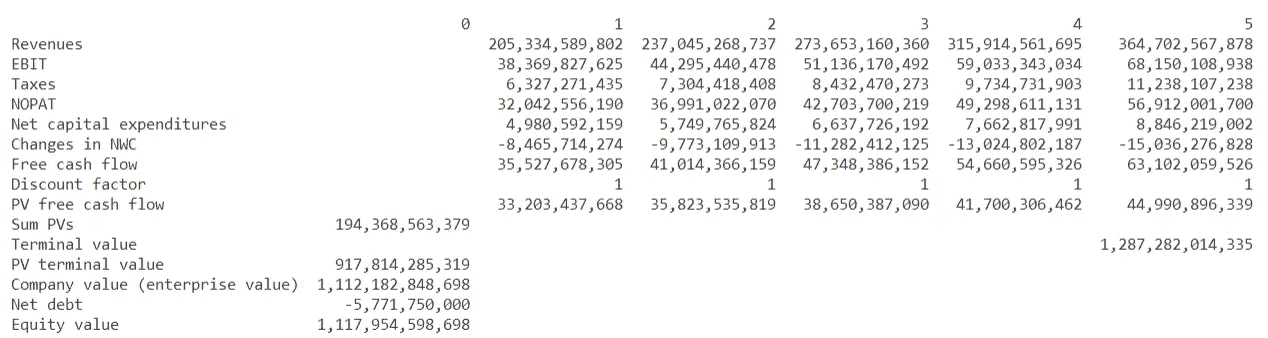 0 1 2 3 4 5
Revenues 205,334,589,802 237,045,268,737 273,653,160,360 315,914,561,695 364,702,567,878
EBIT 38,369,827,625 44,295,440,478 51,136,170,492 59,033,343,034 68,150,108,938
Taxes 6,327,271,435 7,304,418,408 8,432,470,273 9,734,731,903 11,238,107,238
NOPAT 32,042,556,190 36,991,022,070 42,703,700,219 49,298,611,131 56,912,001,700
Net capital expenditures 4,980,592,159 5,749,765,824 6,637,726,192 7,662,817,991 8,846,219,002
Changes in NWC -8,465,714,274 -9,773,109,913 -11,282,412,125 -13,024,802,187 -15,036,276,828
Free cash flow 35,527,678,305 41,014,366,159 47,348,386,152 54,660,595,326 63,102,059,526
Discount factor 1 1 1 1 1
PV free cash flow 33,203,437,668 35,823,535,819 38,650,387,090 41,700,306,462 44,990,896,339
Sum PVs 194,368,563,379
Terminal value 1,287,282,014,335
PV terminal value 917,814,285,319
Company value (enterprise value) 1,112,182,848,698
Net debt -5,771,750,000
Equity value 1,117,954,598,698